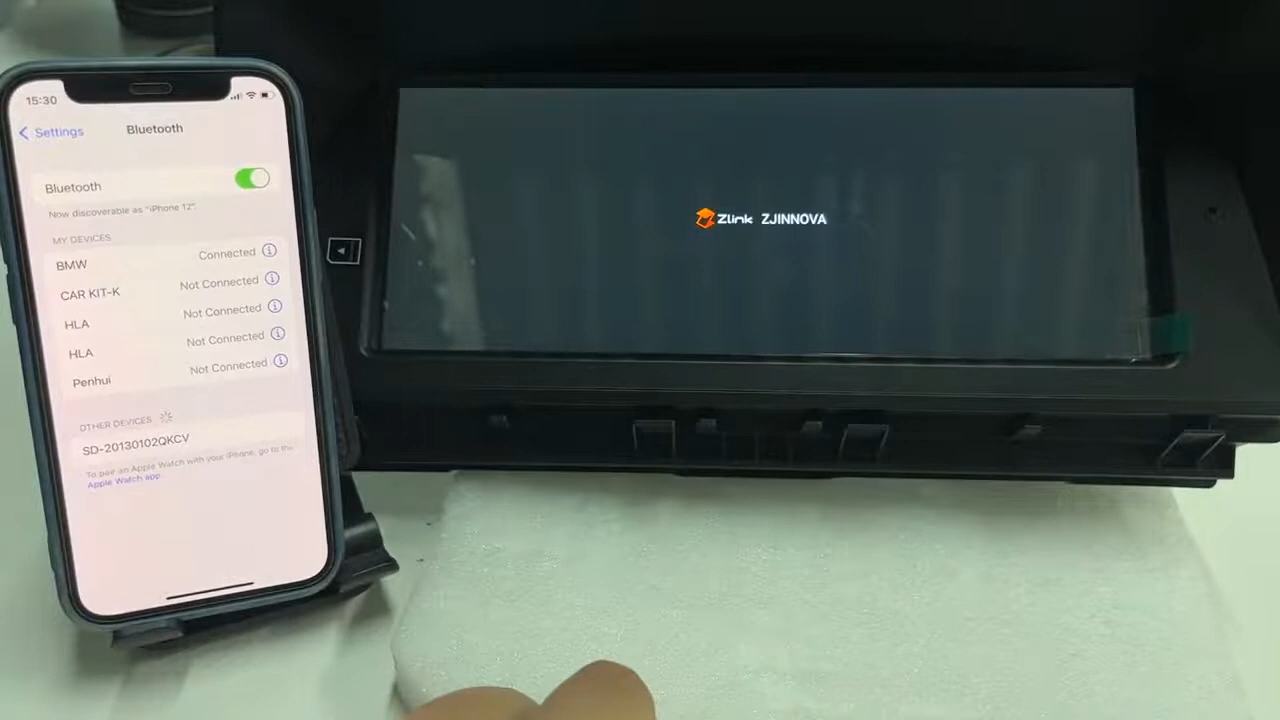 15:30
Settings
Bluetooth
Bluetooth
Now discoverable as "iPhone 12".
MY DEVICES
BMW Connected
CAR KIT-K Not Connected
HLA Not Connected
HLA Not Connected
Penhui Not Connected
OTHER DEVICES
SD-20130102QKCV
To pair an Apple Watch with your iPhone, go to the
Apple Watch app.
Zlink ZJINNOVA